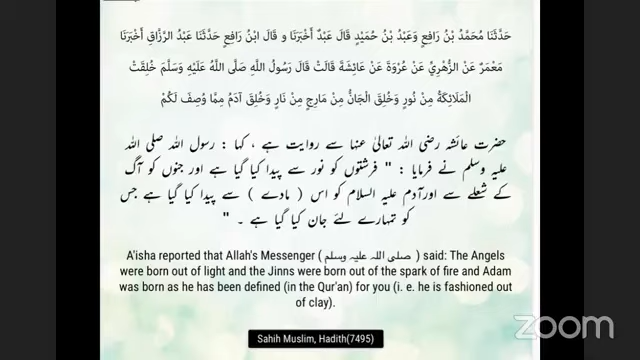 حَدَّثَنَا مُحَمَّدُ بْنُ رَافِعٍ وَعَبْدُ بْنُ حُمَيْدٍ قَالَ عَبْدٌ أَخْبَرَنَا و قَالَ ابْنُ رَافِعٍ حَدَّثَنَا عَبْدُ الرَّزَّاقِ أَخْبَرَنَا
مَعْمَرٌ عَنْ الزُّهْرِيِّ عَنْ عُرْوَةَ عَنْ عَائِشَةَ قَالَتْ قَالَ رَسُولُ اللَّهِ صَلَّى اللَّهُ عَلَيْهِ وَسَلَّمَ خُلِقَتْ
الْمَلَائِكَةُ مِنْ نُورٍ وَخُلِقَ الْجَانُّ مِنْ مَارِجٍ مِنْ نَارٍ وَخُلِقَ آدَمُ مِمَّا وُصِفَ لَكُمْ
حضرت عائشہ رضی اللہ تعالیٰ عنہا سے روایت ہے ، کہا : رسول اللہ صلی اللہ
علیہ وسلم نے فرمایا : " فرشتوں کو نور سے پیدا کیا گیا ہے اور جنوں کو آگ
کے شعلے سے اورآدم علیہ السلام کو اس ( مادے ) سے پیدا کیا گیا ہے جس
کو تمہارے لئے بیان کیا گیا ہے ۔ "
A'isha reported that Allah's Messenger ( صلی اللہ علیہ وسلم ) said: The Angels
were born out of light and the Jinns were born out of the spark of fire and Adam
was born as he has been defined (in the Qur'an) for you (i. e. he is fashioned out
of clay).
Sahih Muslim, Hadith(7495)
zoom